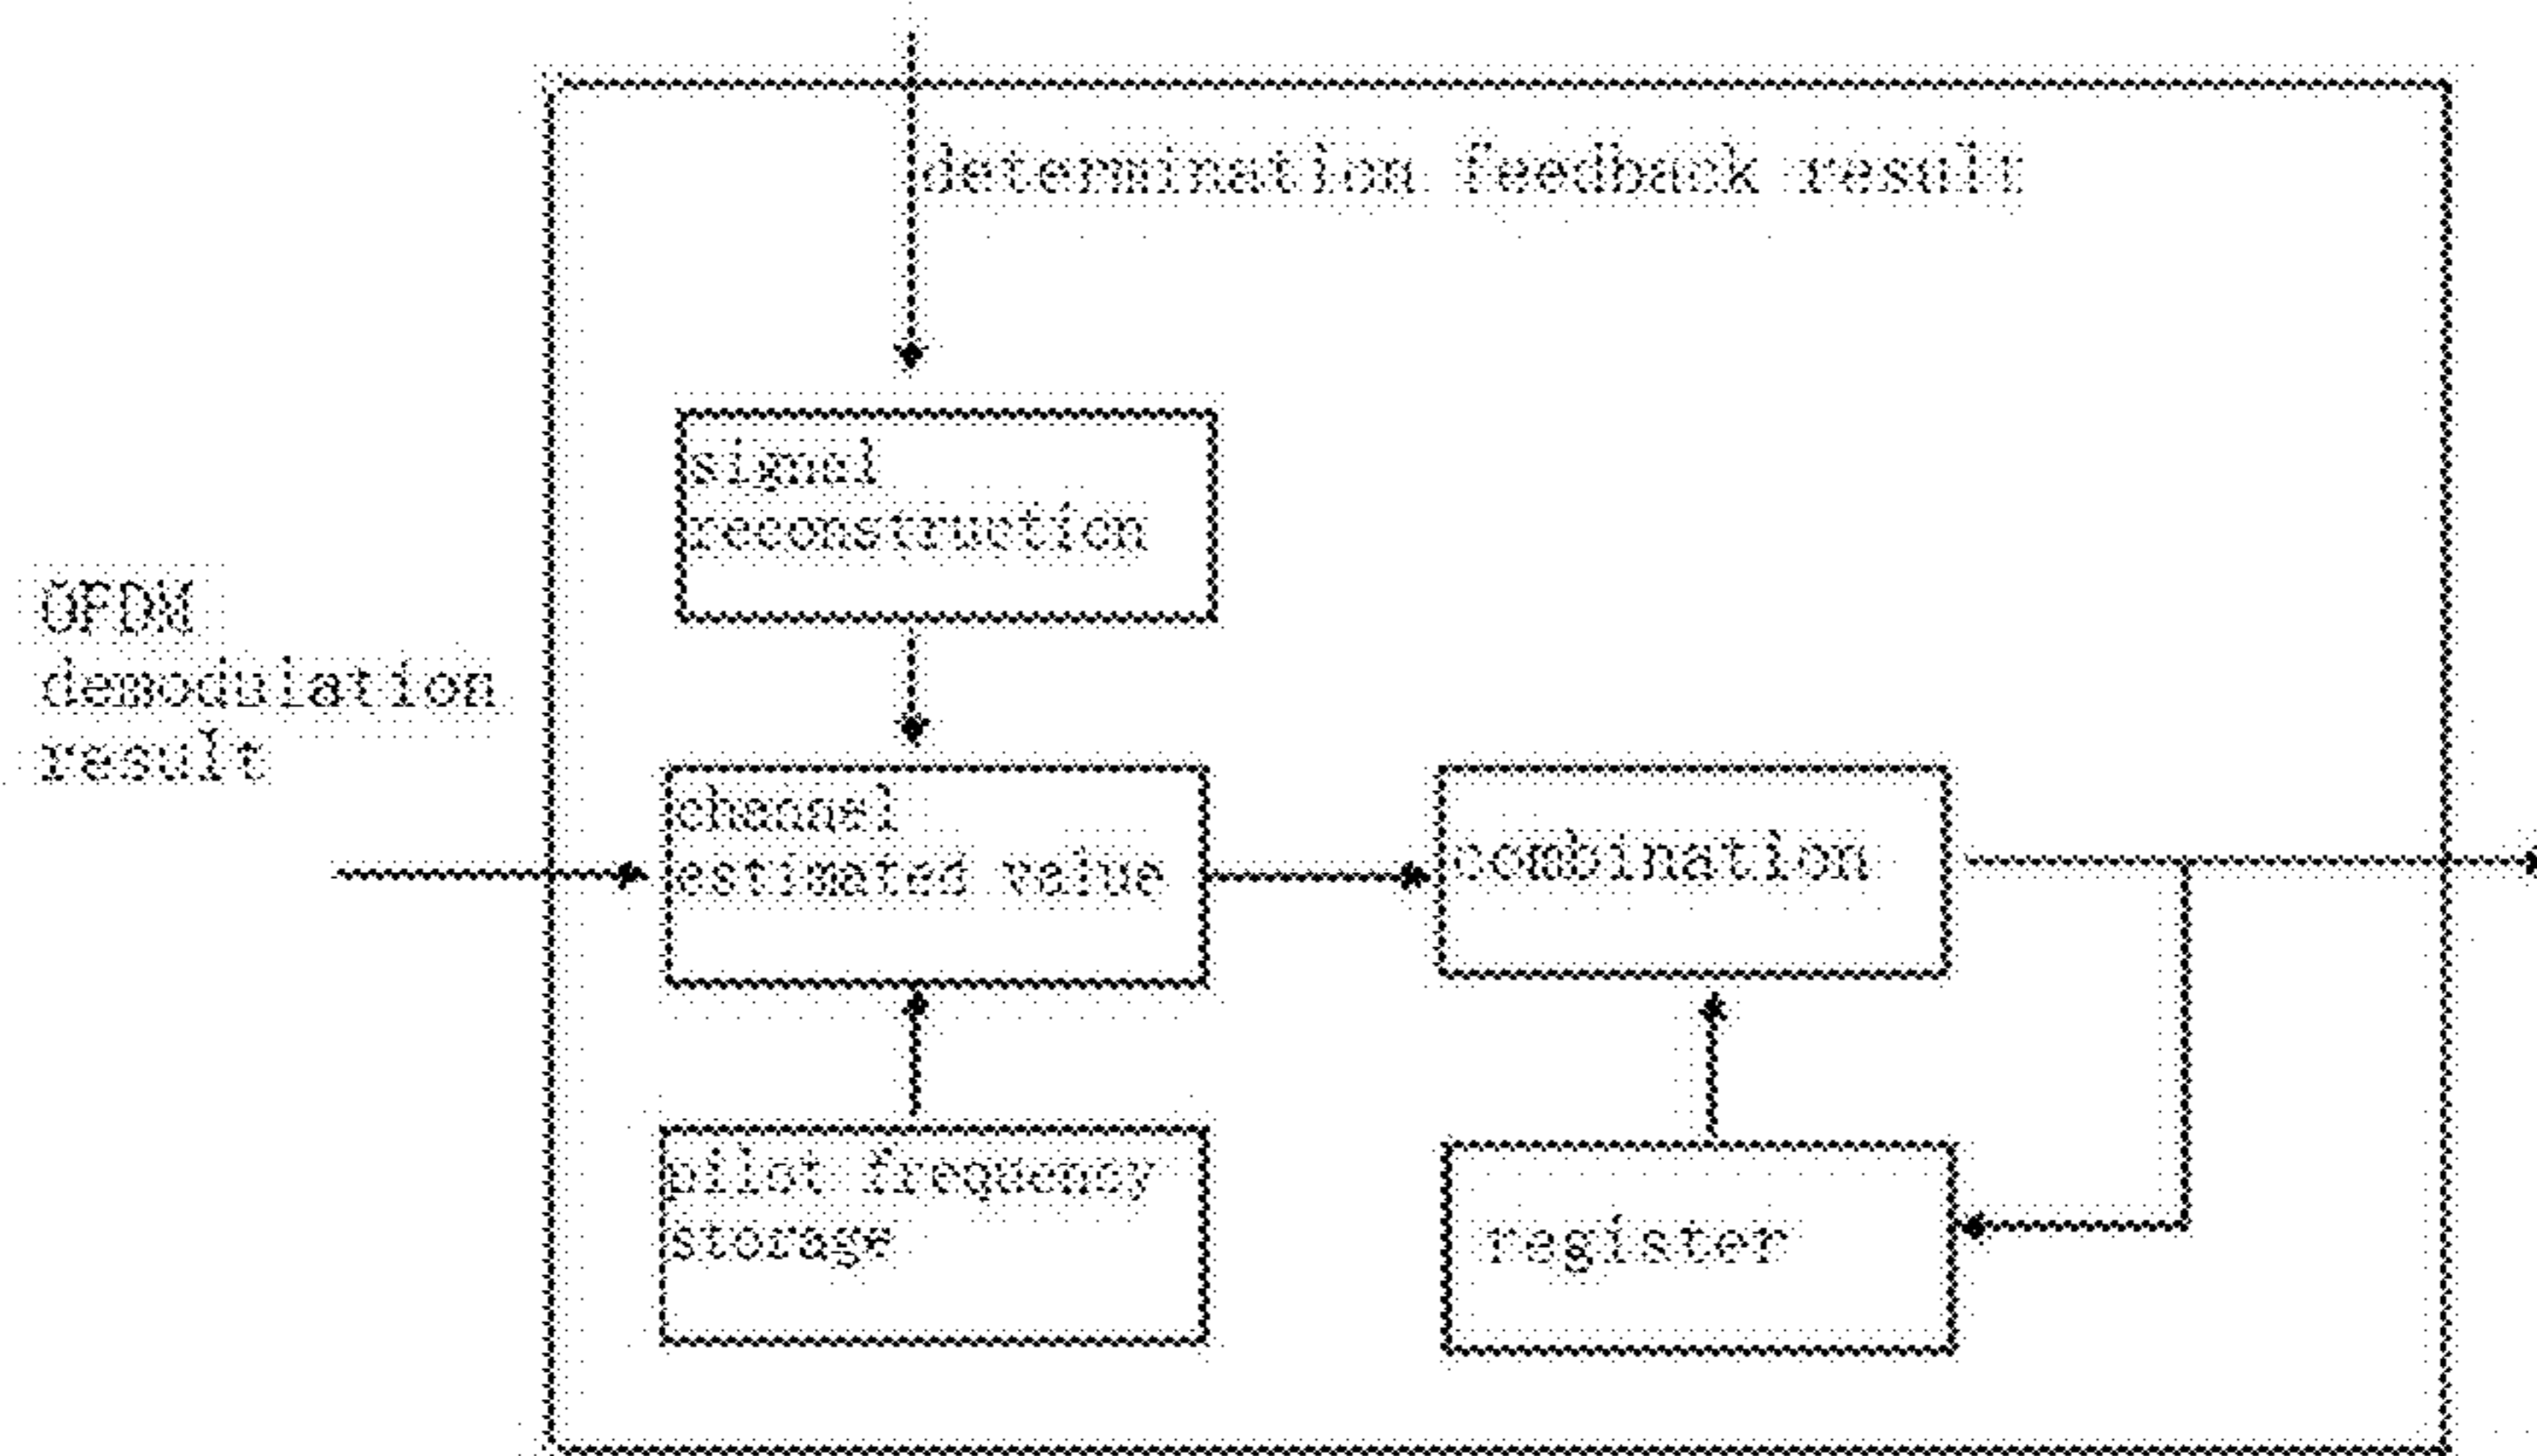 determination feedback result
signal
reconstruction
OFDM
demodulation
result
channel
estimated value
combination
pilot frequency
storage
register